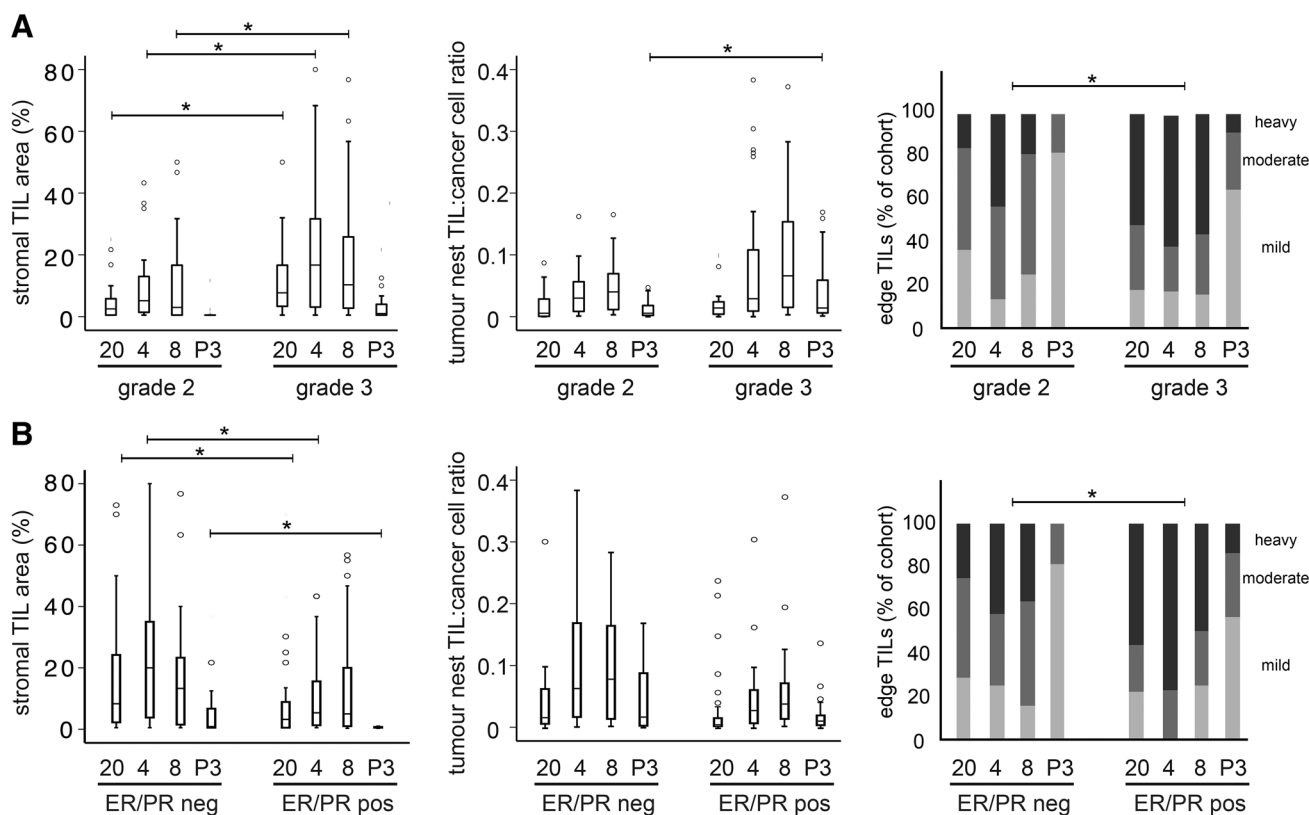 A
stromal TIL area (%)
80
60
40
20
0
*
*
*
20 4 8 P3 20 4 8 P3
grade 2 grade 3
tumour nest TIL:cancer cell ratio
0.4
0.3
0.2
0.1
0
*
20 4 8 P3 20 4 8 P3
grade 2 grade 3
edge TILs (% of cohort)
100
80
60
40
20
0
*
heavy
moderate
mild
20 4 8 P3 20 4 8 P3
grade 2 grade 3
B
stromal TIL area (%)
80
60
40
20
0
*
*
*
20 4 8 P3 20 4 8 P3
ER/PR neg ER/PR pos
tumour nest TIL:cancer cell ratio
0.4
0.3
0.2
0.1
0
20 4 8 P3 20 4 8 P3
ER/PR neg ER/PR pos
edge TILs (% of cohort)
100
80
60
40
20
0
*
heavy
moderate
mild
20 4 8 P3 20 4 8 P3
ER/PR neg ER/PR pos